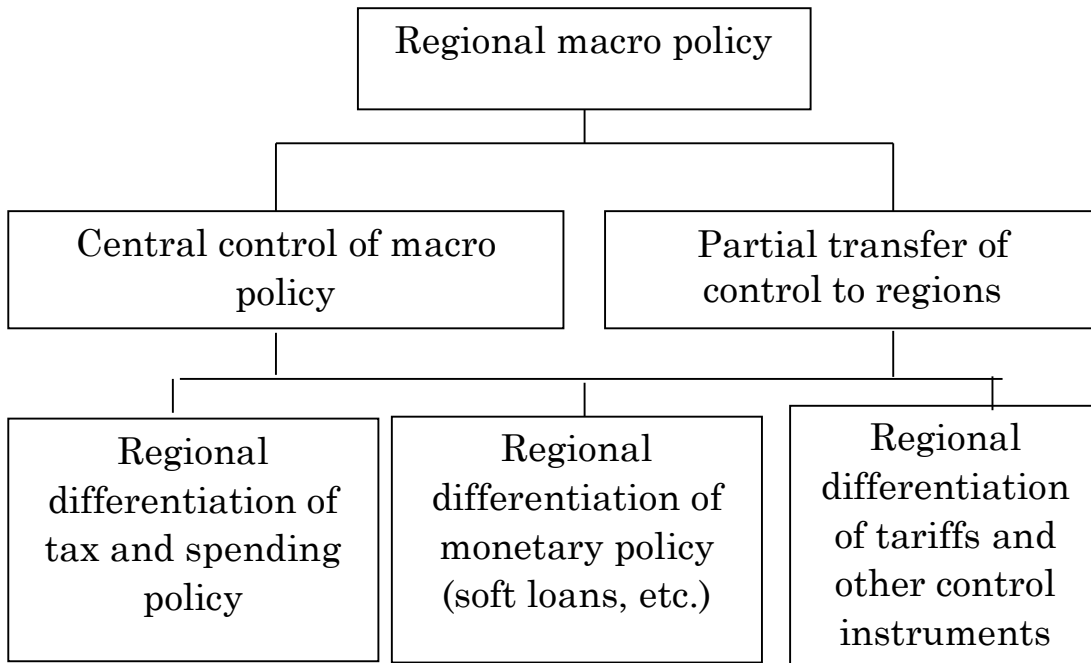 Regional macro policy
Central control of macro
policy
Partial transfer of
control to regions
Regional
differentiation of
tax and spending
policy
Regional
differentiation of
monetary policy
(soft loans, etc.)
Regional
differentiation
of tariffs and
other control
instruments